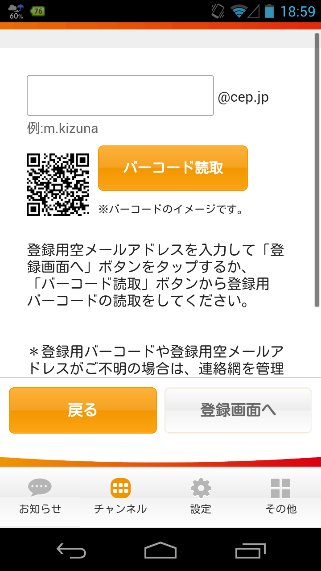 60%
76
18:59
@cep.jp
例:m.kizuna
バーコード読取
※バーコードのイメージです。
登録用空メールアドレスを入力して「登
録画面へ」ボタンをタップするか、
「バーコード読取」ボタンから登録用
バーコードの読取をしてください。
＊登録用バーコードや登録用空メールア
ドレスがご不明の場合は、連絡網を管理
戻る
登録画面へ
お知らせ
チャンネル
設定
その他